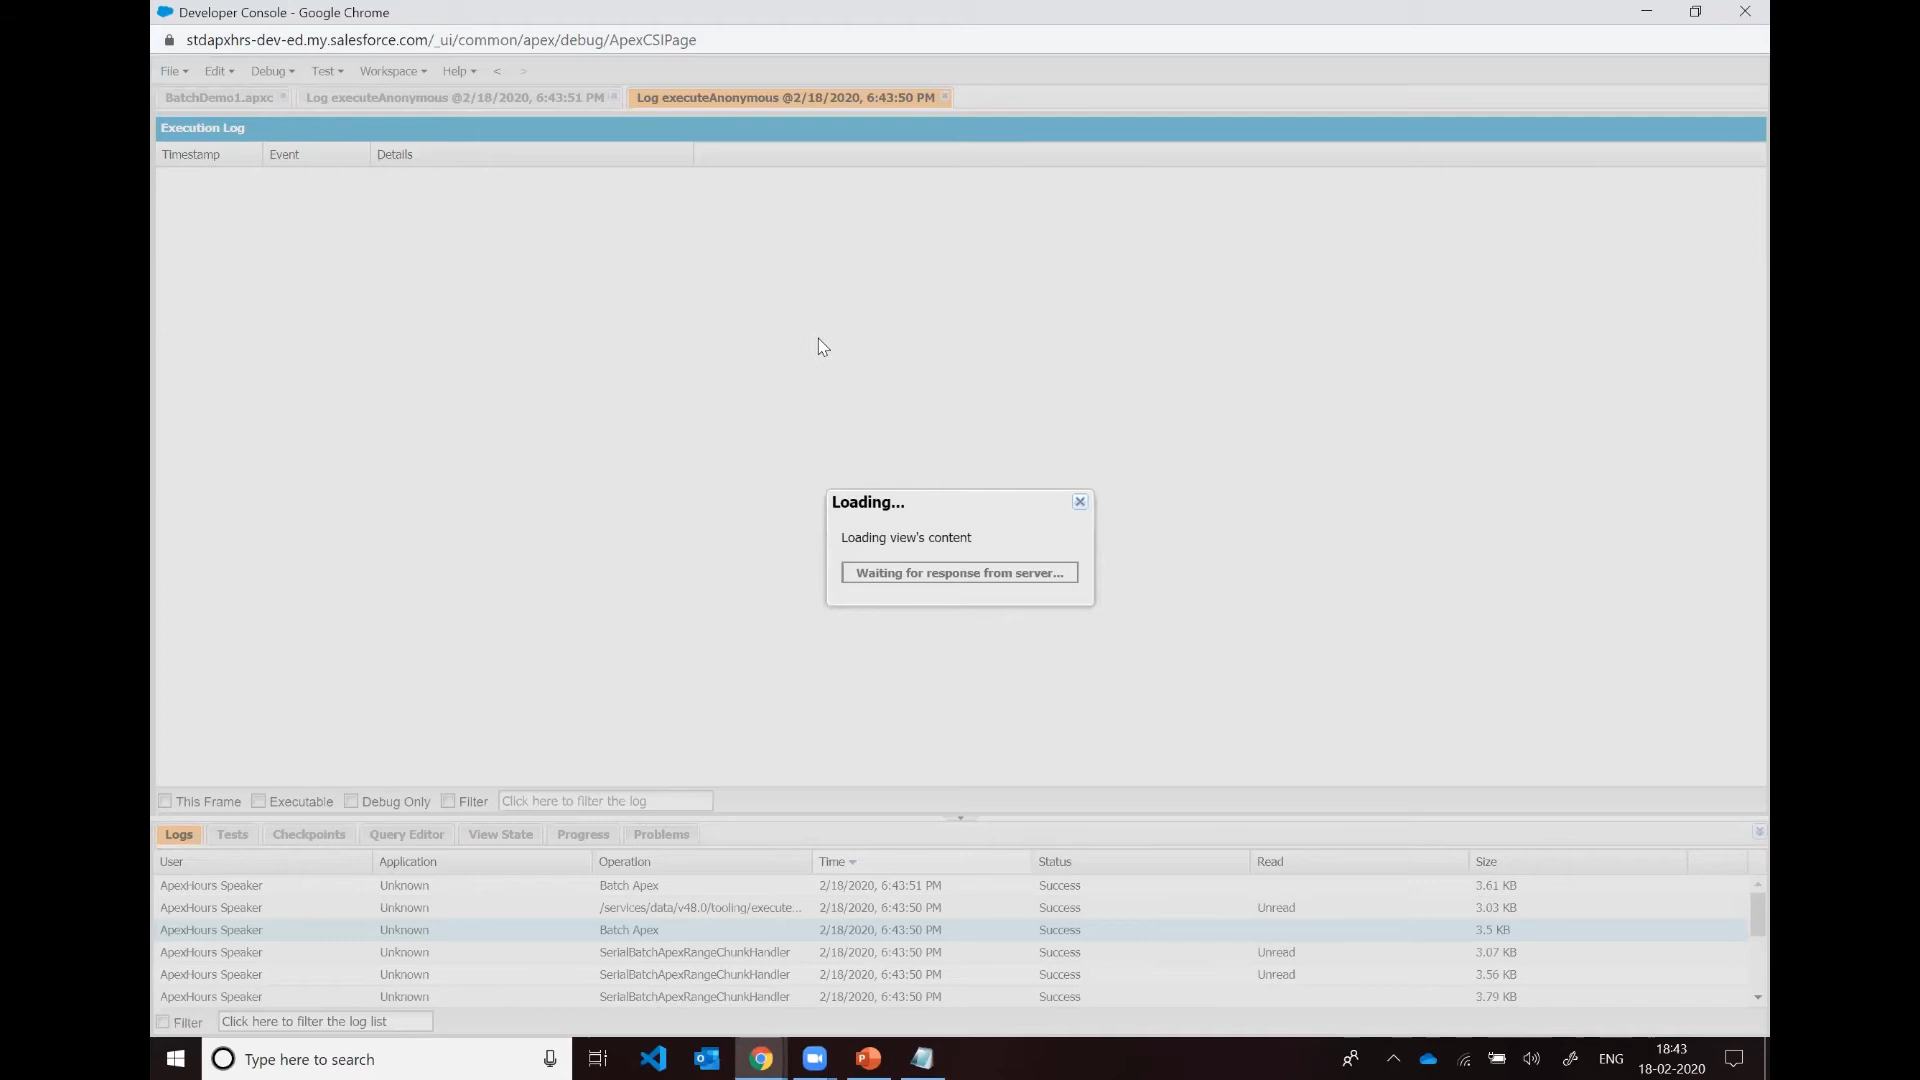 Developer Console - Google Chrome
stdapxhrs-dev-ed.my.salesforce.com/_ui/common/apex/debug/ApexCSIPage
File Edit Debug Test Workspace Help < >
BatchDemo1.apxc Log executeAnonymous @2/18/2020, 6:43:51 PM Log executeAnonymous @2/18/2020, 6:43:50 PM
Execution Log
Timestamp Event Details
Loading...
Loading view's content
Waiting for response from server...
This Frame Executable Debug Only Filter Click here to filter the log
Logs Tests Checkpoints Query Editor View State Progress Problems
User Application Operation Time Status Read Size
ApexHours Speaker Unknown Batch Apex 2/18/2020, 6:43:51 PM Success 3.61 KB
ApexHours Speaker Unknown /services/data/v48.0/tooling/execute... 2/18/2020, 6:43:50 PM Success Unread 3.03 KB
ApexHours Speaker Unknown Batch Apex 2/18/2020, 6:43:50 PM Success 3.5 KB
ApexHours Speaker Unknown SerialBatchApexRangeChunkHandler 2/18/2020, 6:43:50 PM Success Unread 3.07 KB
ApexHours Speaker Unknown SerialBatchApexRangeChunkHandler 2/18/2020, 6:43:50 PM Success Unread 3.56 KB
ApexHours Speaker Unknown SerialBatchApexRangeChunkHandler 2/18/2020, 6:43:50 PM Success 3.79 KB
Filter Click here to filter the log list
Type here to search
ENG
18:43
18-02-2020